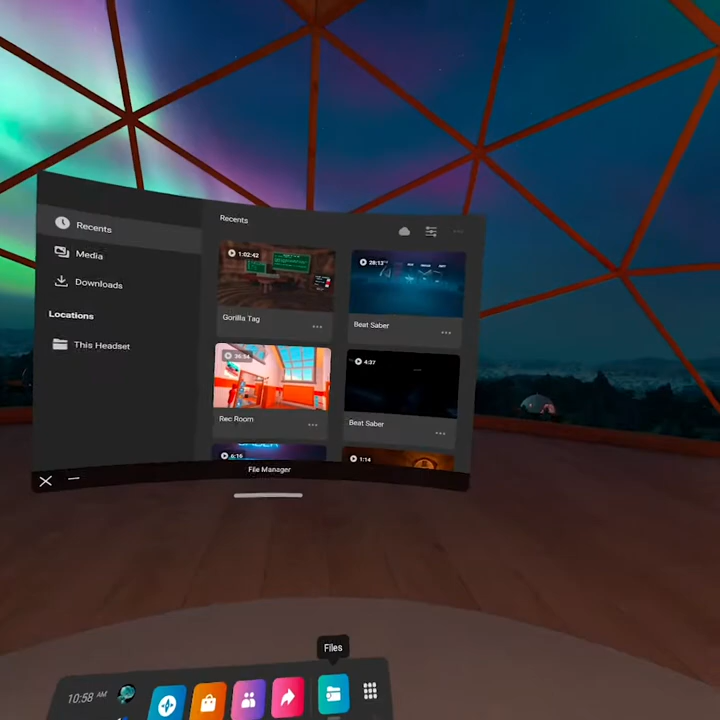 Recents
Media
Downloads
Locations
This Headset
Recents
1:02:42
Gorilla Tag
28:13
Beat Saber
36:54
Rec Room
4:37
Beat Saber
6:16
1:14
File Manager
Files
10:58 AM